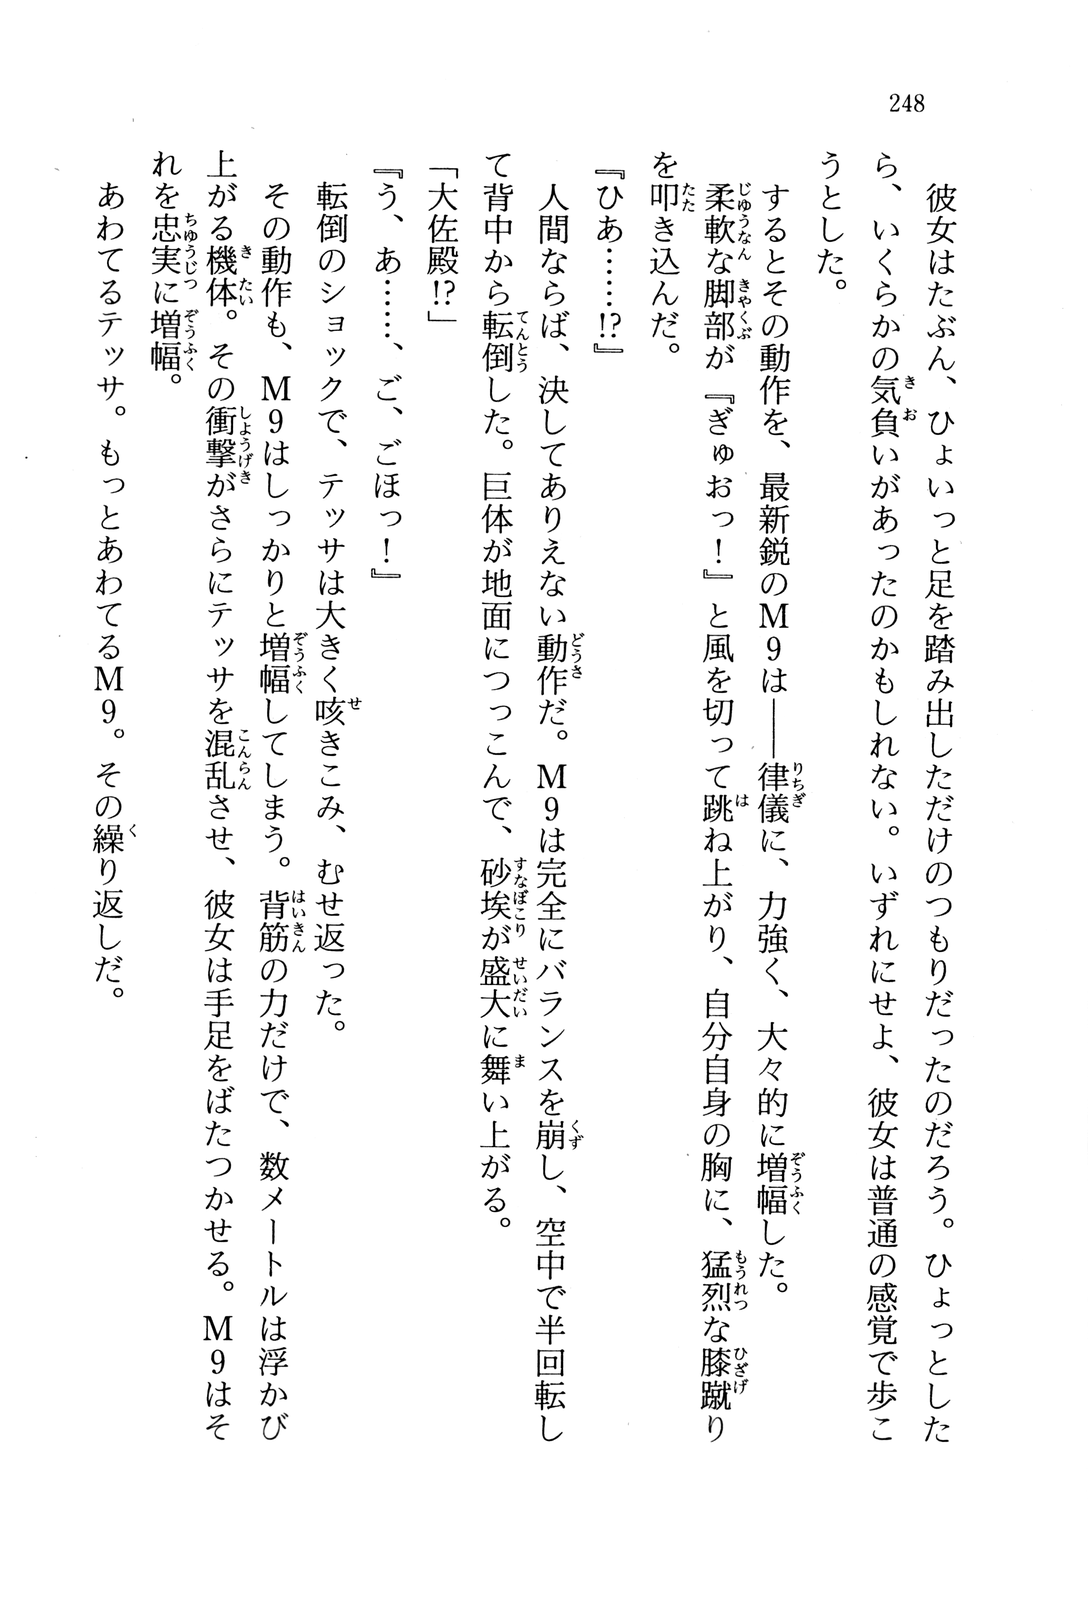 248
彼女はたぶん、ひょいっと足を踏み出しただけのつもりだったのだろう。ひょっとした
ら、いくらかの気負いがあったのかもしれない。いずれにせよ、彼女は普通の感覚で歩こ
うとした。
するとその動作を、最新鋭のM9は――律儀に、力強く、大々的に増幅した。
柔軟な脚部が『ぎゅおっ！』と風を切って跳ね上がり、自分自身の胸に、猛烈な膝蹴り
を叩き込んだ。
『ひあ……!?』
人間ならば、決してありえない動作だ。M9は完全にバランスを崩し、空中で半回転し
て背中から転倒した。巨体が地面につっこんで、砂埃が盛大に舞い上がる。
「大佐殿!?」
『う、あ……、ご、ごほっ！』
転倒のショックで、テッサは大きく咳きこみ、むせ返った。
その動作も、M9はしっかりと増幅してしまう。背筋の力だけで、数メートルは浮かび
上がる機体。その衝撃がさらにテッサを混乱させ、彼女は手足をばたつかせる。M9はそ
れを忠実に増幅。
あわてるテッサ。もっとあわてるM9。その繰り返しだ。